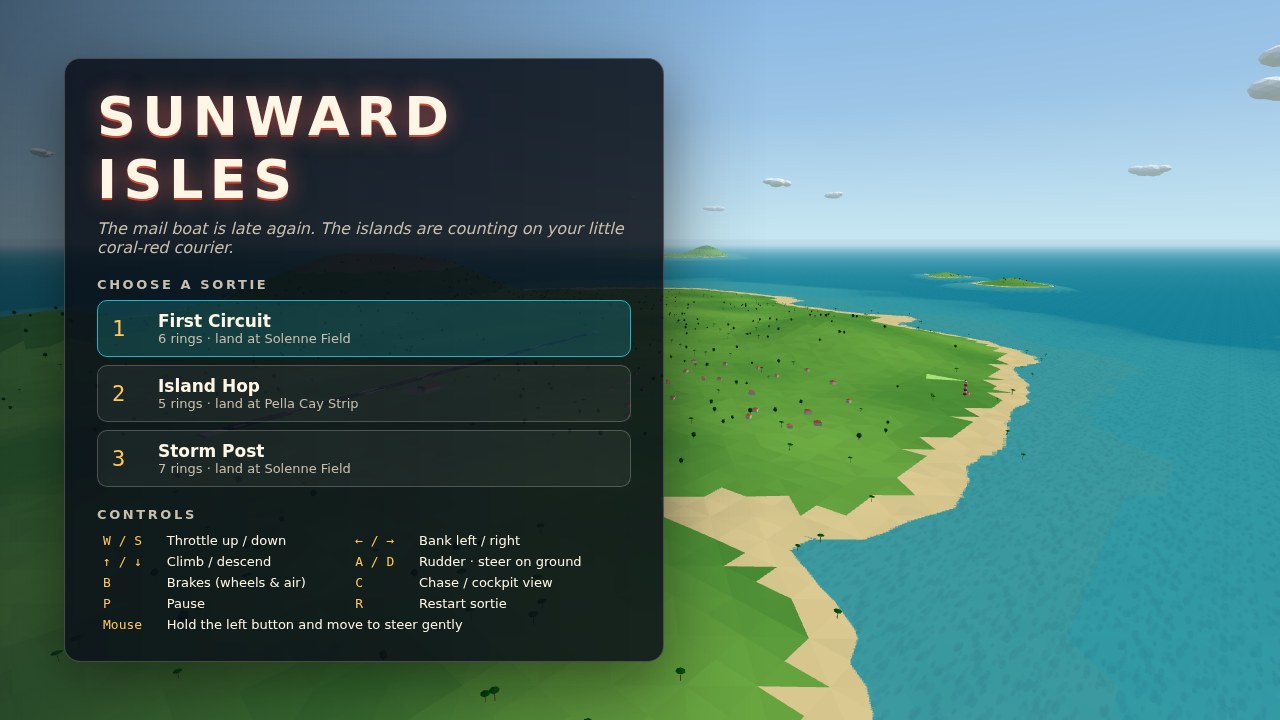 SUNWARD
ISLES
The mail boat is late again. The islands are counting on your little
coral-red courier.
CHOOSE A SORTIE
1
First Circuit
6 rings · land at Solenne Field
2
Island Hop
5 rings · land at Pella Cay Strip
3
Storm Post
7 rings · land at Solenne Field
CONTROLS
W / S Throttle up / down ← / → Bank left / right
↑ / ↓ Climb / descend A / D Rudder · steer on ground
B Brakes (wheels & air) C Chase / cockpit view
P Pause R Restart sortie
Mouse Hold the left button and move to steer gently